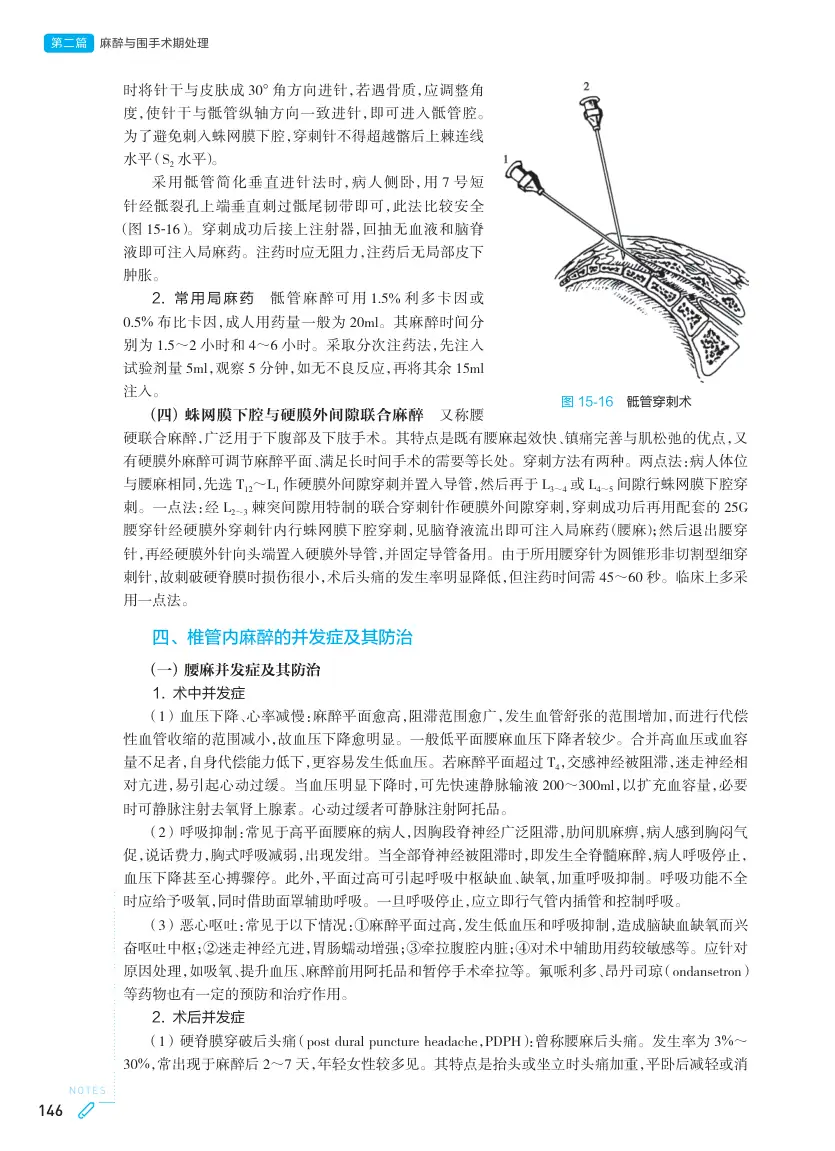 第二篇 麻醉与围手术期处理
时将针干与皮肤成 30° 角方向进针,若遇骨质,应调整角
度,使针干与骶管纵轴方向一致进针,即可进入骶管腔。
为了避免刺入蛛网膜下腔,穿刺针不得超越髂后上棘连线
水平(S₂ 水平)。
采用骶管简化垂直进针法时,病人侧卧,用 7 号短
针经骶裂孔上端垂直刺过骶尾韧带即可,此法比较安全
(图 15-16)。穿刺成功后接上注射器,回抽无血液和脑脊
液即可注入局麻药。注药时应无阻力,注药后无局部皮下
肿胀。
2. 常用局麻药 骶管麻醉可用 1.5% 利多卡因或
0.5% 布比卡因,成人用药量一般为 20ml。其麻醉时间分
别为 1.5～2 小时和 4～6 小时。采取分次注药法,先注入
试验剂量 5ml,观察 5 分钟,如无不良反应,再将其余 15ml
注入。
1
2
图 15-16 骶管穿刺术
(四) 蛛网膜下腔与硬膜外间隙联合麻醉 又称腰
硬联合麻醉,广泛用于下腹部及下肢手术。其特点是既有腰麻起效快、镇痛完善与肌松弛的优点,又
有硬膜外麻醉可调节麻醉平面、满足长时间手术的需要等长处。穿刺方法有两种。两点法:病人体位
与腰麻相同,先选 T₁₂～L₁ 作硬膜外间隙穿刺并置入导管,然后再于 L₃～₄ 或 L₄～₅ 间隙行蛛网膜下腔穿
刺。一点法:经 L₂～₃ 棘突间隙用特制的联合穿刺针作硬膜外间隙穿刺,穿刺成功后再用配套的 25G
腰穿针经硬膜外穿刺针内行蛛网膜下腔穿刺,见脑脊液流出即可注入局麻药(腰麻);然后退出腰穿
针,再经硬膜外针向头端置入硬膜外导管,并固定导管备用。由于所用腰穿针为圆锥形非切割型细穿
刺针,故刺破硬脊膜时损伤很小,术后头痛的发生率明显降低,但注药时间需 45～60 秒。临床上多采
用一点法。
四、椎管内麻醉的并发症及其防治
(一) 腰麻并发症及其防治
1. 术中并发症
(1) 血压下降、心率减慢:麻醉平面愈高,阻滞范围愈广,发生血管舒张的范围增加,而进行代偿
性血管收缩的范围减小,故血压下降愈明显。一般低平面腰麻血压下降者较少。合并高血压或血容
量不足者,自身代偿能力低下,更容易发生低血压。若麻醉平面超过 T₄,交感神经被阻滞,迷走神经相
对亢进,易引起心动过缓。当血压明显下降时,可先快速静脉输液 200～300ml,以扩充血容量,必要
时可静脉注射去氧肾上腺素。心动过缓者可静脉注射阿托品。
(2) 呼吸抑制:常见于高平面腰麻的病人,因胸段脊神经广泛阻滞,肋间肌麻痹,病人感到胸闷气
促,说话费力,胸式呼吸减弱,出现发绀。当全部脊神经被阻滞时,即发生全脊髓麻醉,病人呼吸停止,
血压下降甚至心搏骤停。此外,平面过高可引起呼吸中枢缺血、缺氧,加重呼吸抑制。呼吸功能不全
时应给予吸氧,同时借助面罩辅助呼吸。一旦呼吸停止,应立即行气管内插管和控制呼吸。
(3) 恶心呕吐:常见于以下情况:①麻醉平面过高,发生低血压和呼吸抑制,造成脑缺血缺氧而兴
奋呕吐中枢;②迷走神经亢进,胃肠蠕动增强;③牵拉腹腔内脏;④对术中辅助用药较敏感等。应针对
原因处理,如吸氧、提升血压、麻醉前用阿托品和暂停手术牵拉等。氟哌利多、昂丹司琼(ondansetron)
等药物也有一定的预防和治疗作用。
2. 术后并发症
(1) 硬脊膜穿破后头痛(post dural puncture headache,PDPH):曾称腰麻后头痛。发生率为 3%～
30%,常出现于麻醉后 2～7 天,年轻女性较多见。其特点是抬头或坐立时头痛加重,平卧后减轻或消
NOTES
146